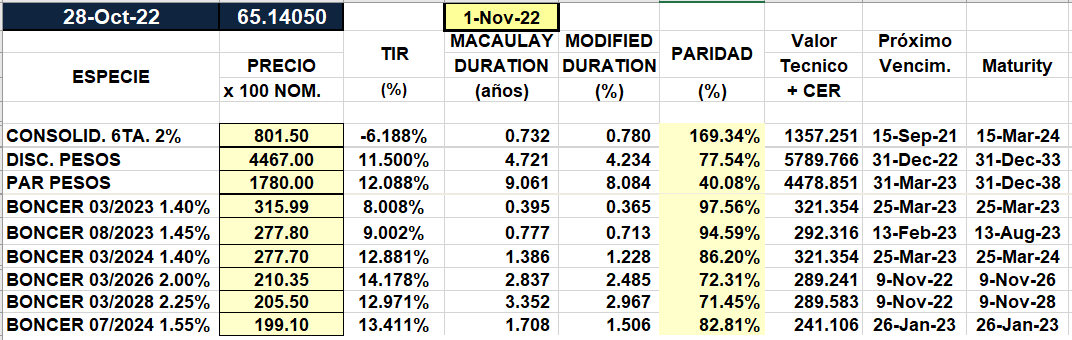 28-Oct-22 65.14050 1-Nov-22
MACAULAY MODIFIED Valor Próximo
TIR PARIDAD
ESPECIE PRECIO DURATION DURATION Tecnico Vencim. Maturity
x 100 NOM. (%) (años) (%) (%) + CER
CONSOLID. 6TA. 2% 801.50 -6.188% 0.732 0.780 169.34% 1357.251 15-Sep-21 15-Mar-24
DISC. PESOS 4467.00 11.500% 4.721 4.234 77.54% 5789.766 31-Dec-22 31-Dec-33
PAR PESOS 1780.00 12.088% 9.061 8.084 40.08% 4478.851 31-Mar-23 31-Dec-38
BONCER 03/2023 1.40% 315.99 8.008% 0.395 0.365 97.56% 321.354 25-Mar-23 25-Mar-23
BONCER 08/2023 1.45% 277.80 9.002% 0.777 0.713 94.59% 292.316 13-Feb-23 13-Aug-23
BONCER 03/2024 1.40% 277.70 12.881% 1.386 1.228 86.20% 321.354 25-Mar-23 25-Mar-24
BONCER 03/2026 2.00% 210.35 14.178% 2.837 2.485 72.31% 289.241 9-Nov-22 9-Nov-26
BONCER 03/2028 2.25% 205.50 12.971% 3.352 2.967 71.45% 289.583 9-Nov-22 9-Nov-28
BONCER 07/2024 1.55% 199.10 13.411% 1.708 1.506 82.81% 241.106 26-Jan-23 26-Jan-23